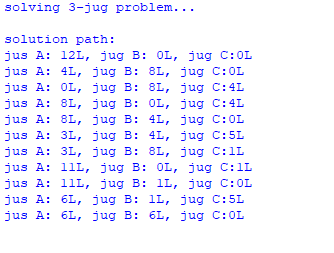 solving 3-jug problem...
solution path:
jus A: 12L, jug B: 0L, jug C:0L
jus A: 4L, jug B: 8L, jug C:0L
jus A: 0L, jug B: 8L, jug C:4L
jus A: 8L, jug B: 0L, jug C:4L
jus A: 8L, jug B: 4L, jug C:0L
jus A: 3L, jug B: 4L, jug C:5L
jus A: 3L, jug B: 8L, jug C:1L
jus A: 11L, jug B: 0L, jug C:1L
jus A: 11L, jug B: 1L, jug C:0L
jus A: 6L, jug B: 1L, jug C:5L
jus A: 6L, jug B: 6L, jug C:0L